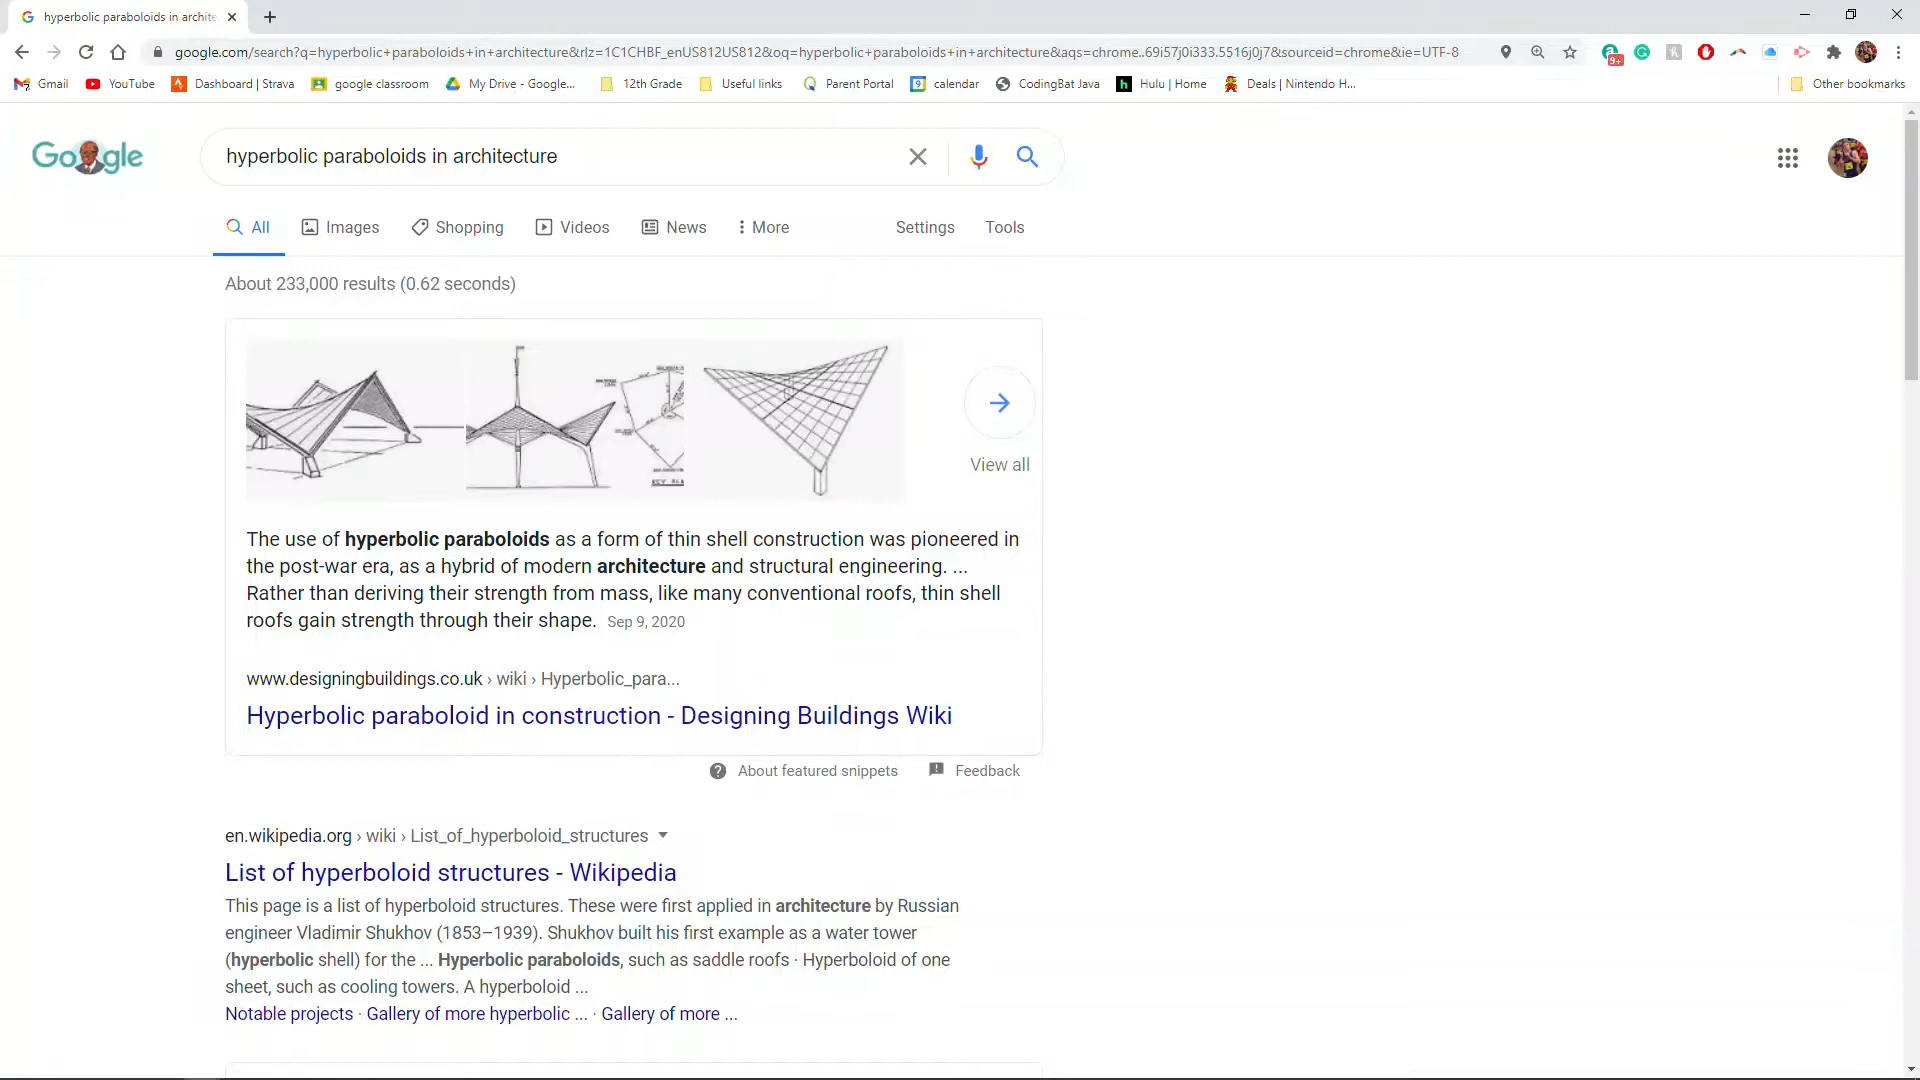 hyperbolic paraboloids in archite
google.com/search?q=hyperbolic+paraboloids+in+architecture&rlz=1C1CHBF_enUS812US812&oq=hyperbolic+paraboloids+in+architecture&aqs=chrome..69i57j0i333.5516j0j7&sourceid=chrome&ie=UTF-8
9+
Gmail YouTube Dashboard | Strava google classroom My Drive - Google... 12th Grade Useful links Parent Portal 9 calendar CodingBat Java h Hulu | Home Deals | Nintendo H... Other bookmarks
Google
hyperbolic paraboloids in architecture
All Images Shopping Videos News More Settings Tools
About 233,000 results (0.62 seconds)
View all
The use of hyperbolic paraboloids as a form of thin shell construction was pioneered in
the post-war era, as a hybrid of modern architecture and structural engineering. ...
Rather than deriving their strength from mass, like many conventional roofs, thin shell
roofs gain strength through their shape. Sep 9, 2020
www.designingbuildings.co.uk › wiki › Hyperbolic_para...
Hyperbolic paraboloid in construction - Designing Buildings Wiki
About featured snippets Feedback
en.wikipedia.org › wiki › List_of_hyperboloid_structures
List of hyperboloid structures - Wikipedia
This page is a list of hyperboloid structures. These were first applied in architecture by Russian
engineer Vladimir Shukhov (1853–1939). Shukhov built his first example as a water tower
(hyperbolic shell) for the ... Hyperbolic paraboloids, such as saddle roofs · Hyperboloid of one
sheet, such as cooling towers. A hyperboloid ...
Notable projects · Gallery of more hyperbolic ... · Gallery of more ...